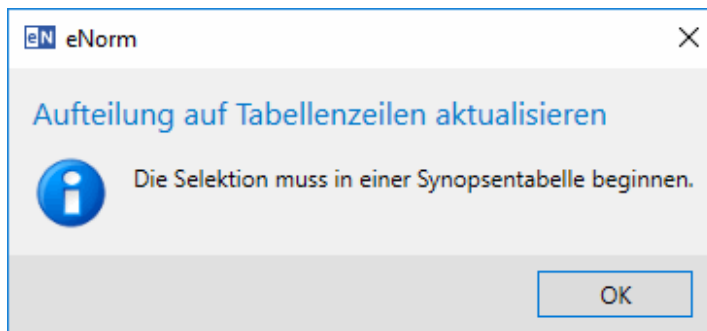 eN eNorm
Aufteilung auf Tabellenzeilen aktualisieren
Die Selektion muss in einer Synopsentabelle beginnen.
OK